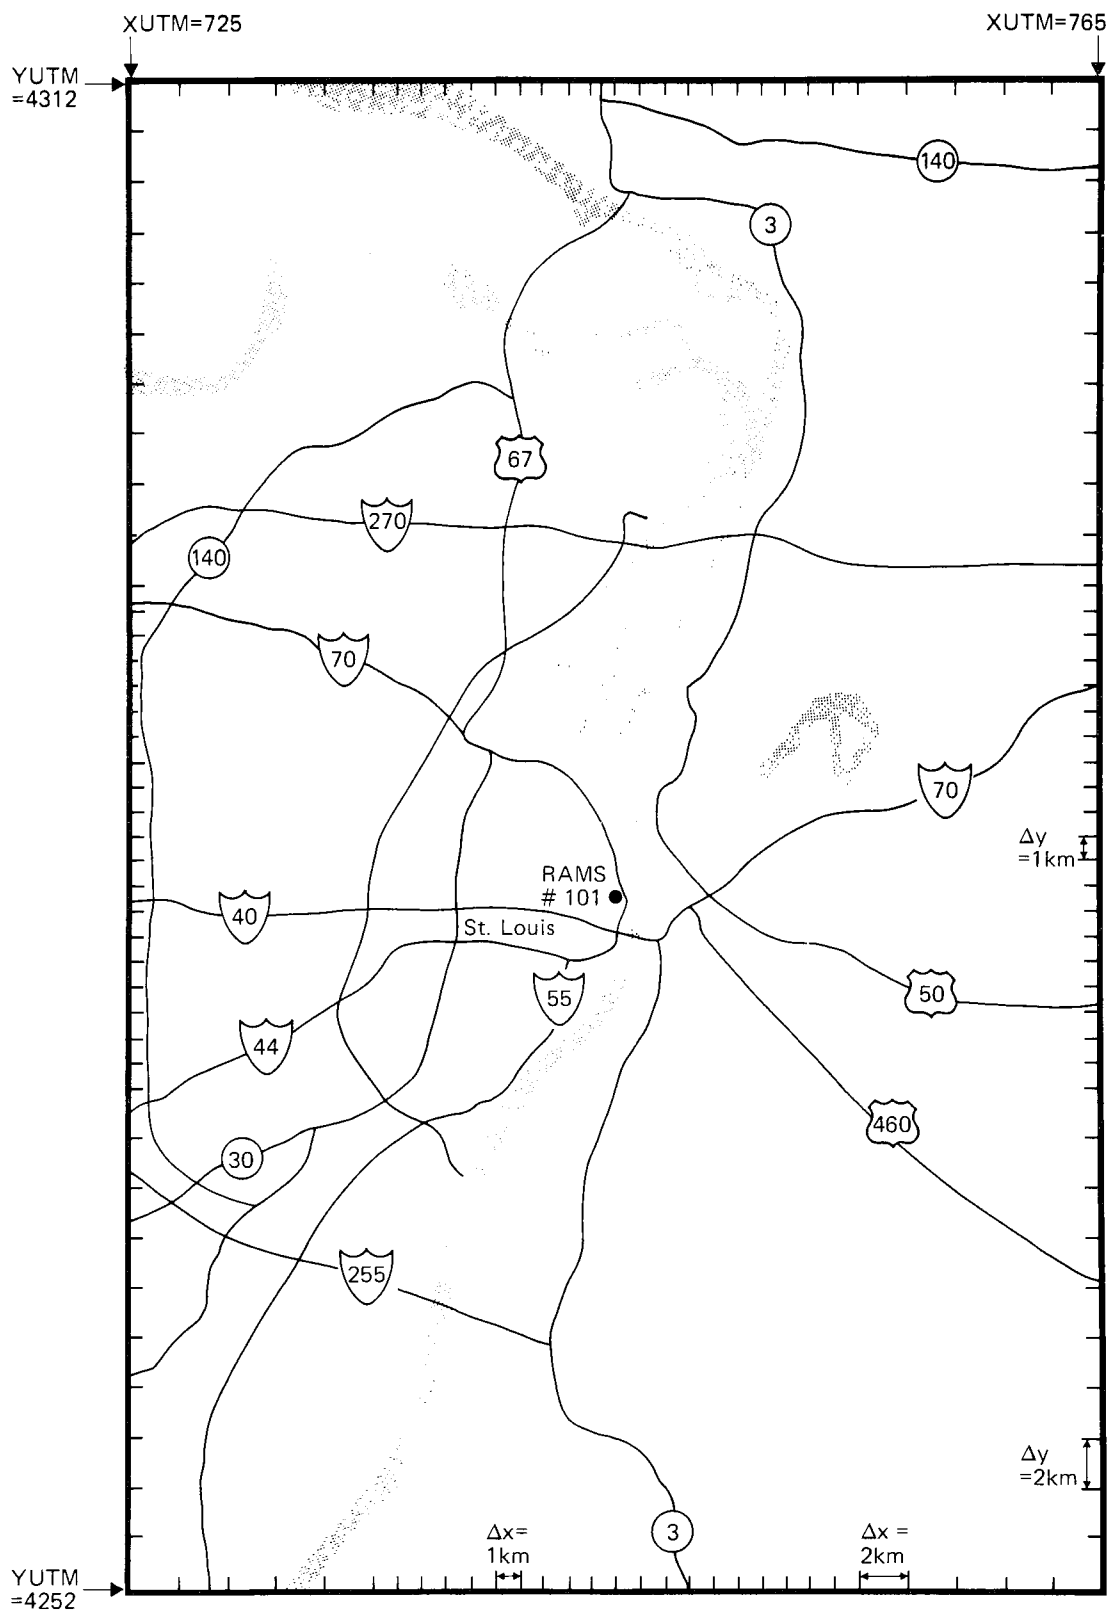 XUTM=725
XUTM=765
YUTM
=4312
140
3
67
270
140
70
70
Δy
=1km
RAMS
# 101
40
St. Louis
55
50
44
460
30
255
Δy
=2km
Δx=
1km
3
Δx =
2km
YUTM
=4252